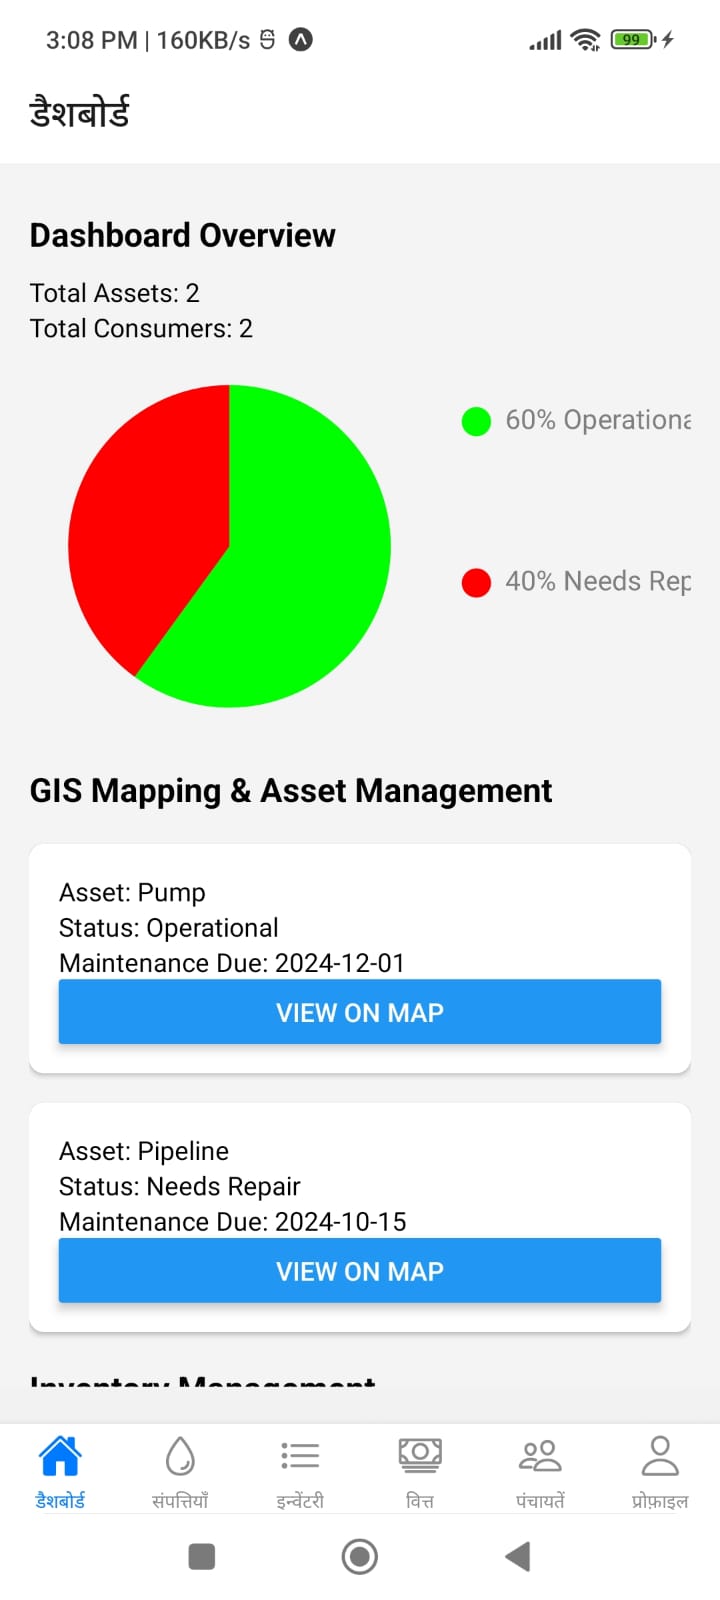 3:08 PM | 160KB/s
99
डैशबोर्ड
Dashboard Overview
Total Assets: 2
Total Consumers: 2
60% Operationa
40% Needs Rep
GIS Mapping & Asset Management
Asset: Pump
Status: Operational
Maintenance Due: 2024-12-01
VIEW ON MAP
Asset: Pipeline
Status: Needs Repair
Maintenance Due: 2024-10-15
VIEW ON MAP
Inventory Management
डैशबोर्ड
संपत्तियाँ
इन्वेंटरी
वित्त
पंचायतें
प्रोफ़ाइल